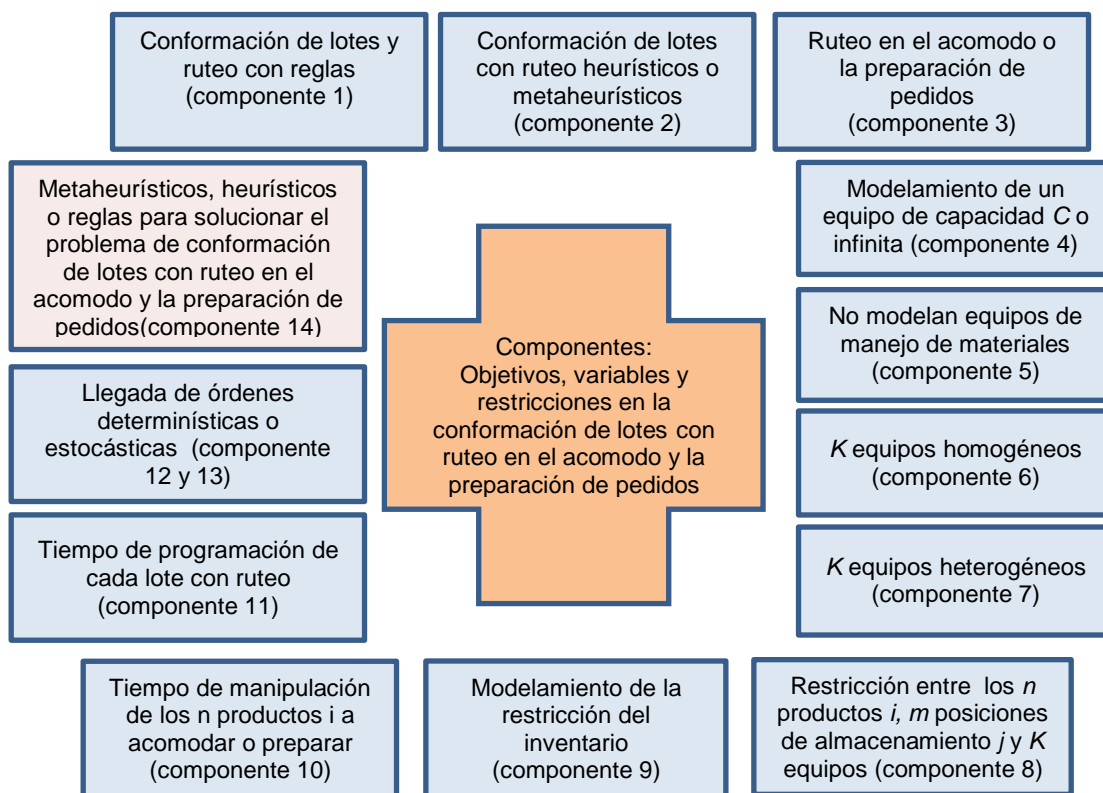 Conformación de lotes y
ruteo con reglas
(componente 1)
Conformación de lotes
con ruteo heurísticos o
metaheurísticos
(componente 2)
Ruteo en el acomodo o
la preparación de
pedidos
(componente 3)
Metaheurísticos, heurísticos
o reglas para solucionar el
problema de conformación
de lotes con ruteo en el
acomodo y la preparación de
pedidos(componente 14)
Modelamiento de un
equipo de capacidad C o
infinita (componente 4)
No modelan equipos de
manejo de materiales
(componente 5)
Componentes:
Objetivos, variables y
restricciones en la
conformación de lotes con
ruteo en el acomodo y la
preparación de pedidos
Llegada de órdenes
determinísticas o
estocásticas (componente
12 y 13)
K equipos homogéneos
(componente 6)
Tiempo de programación de
cada lote con ruteo
(componente 11)
K equipos heterogéneos
(componente 7)
Tiempo de manipulación
de los n productos i a
acomodar o preparar
(componente 10)
Modelamiento de la
restricción del
inventario
(componente 9)
Restricción entre los n
productos i, m posiciones
de almacenamiento j y K
equipos (componente 8)